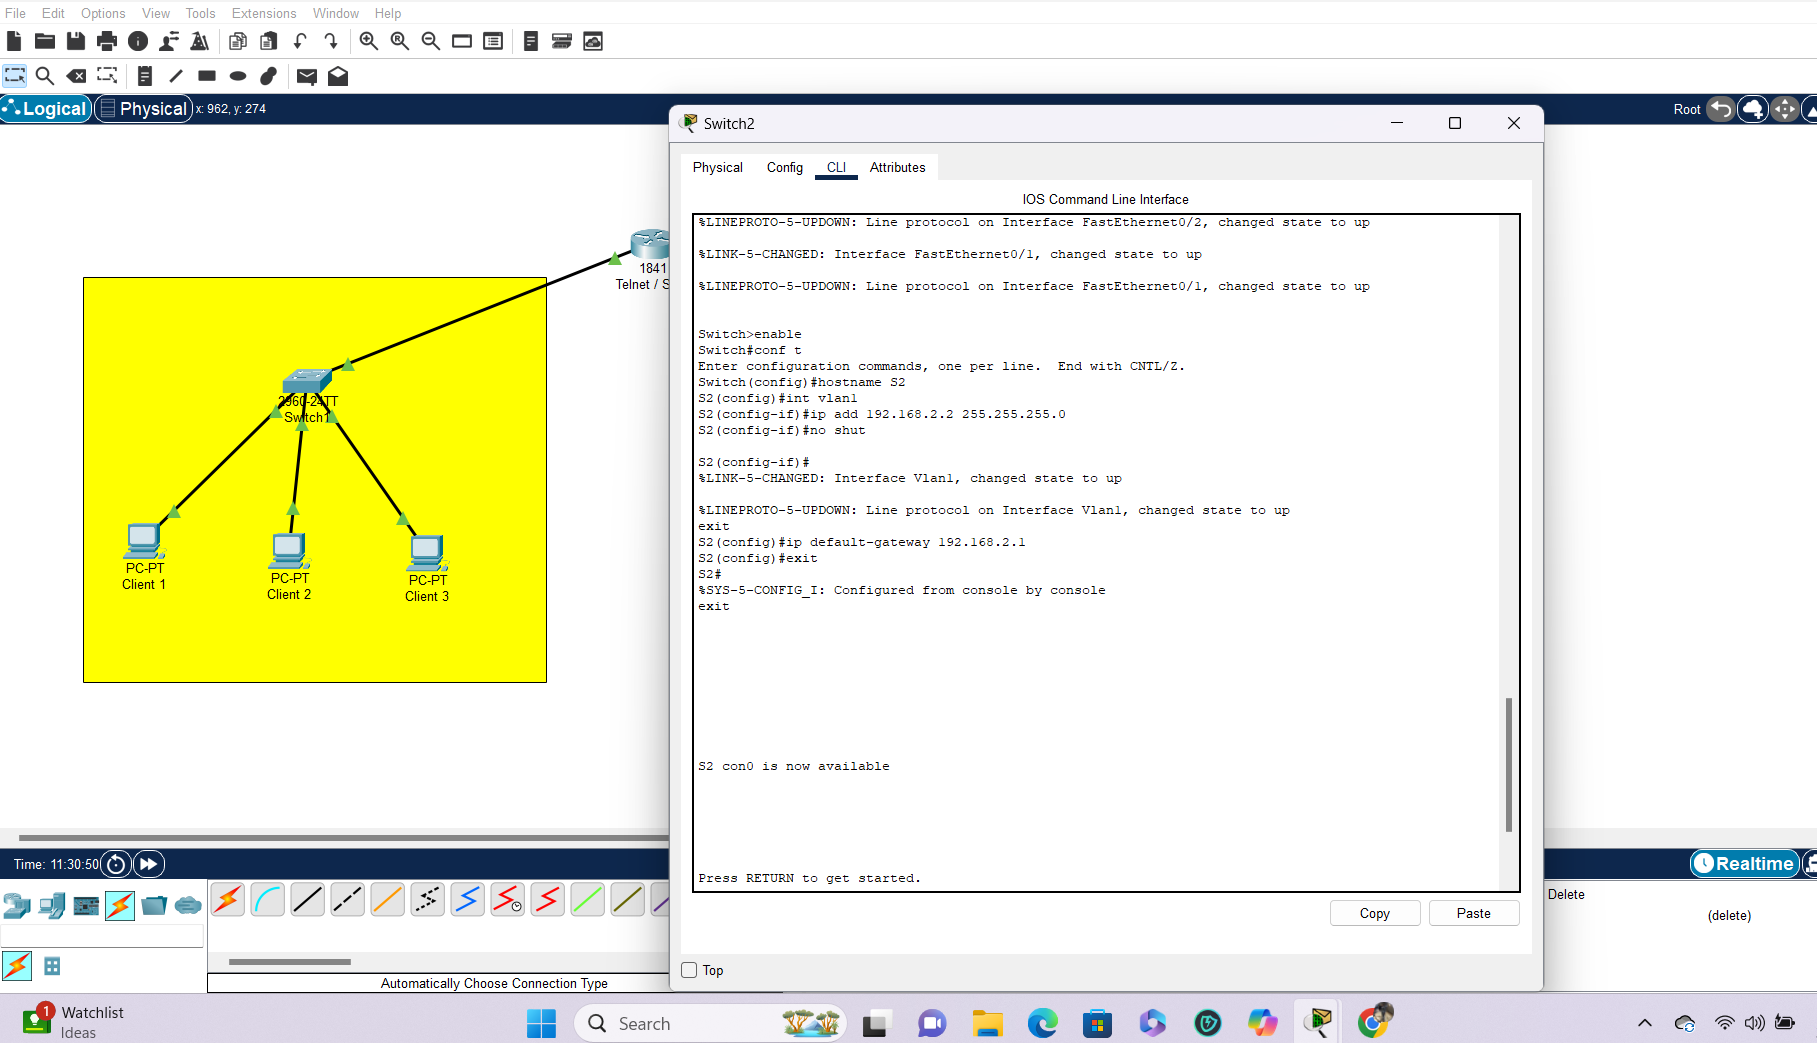 File Edit Options View Tools Extensions Window Help
Logical Physical x: 962, y: 274
Root
1841
Telnet / S
2960-24TT
Switch1
PC-PT
Client 1
PC-PT
Client 2
PC-PT
Client 3
Switch2
Physical Config CLI Attributes
IOS Command Line Interface
%LINEPROTO-5-UPDOWN: Line protocol on Interface FastEthernet0/2, changed state to up
%LINK-5-CHANGED: Interface FastEthernet0/1, changed state to up
%LINEPROTO-5-UPDOWN: Line protocol on Interface FastEthernet0/1, changed state to up
Switch>enable
Switch#conf t
Enter configuration commands, one per line.  End with CNTL/Z.
Switch(config)#hostname S2
S2(config)#int vlan1
S2(config-if)#ip add 192.168.2.2 255.255.255.0
S2(config-if)#no shut
S2(config-if)#
%LINK-5-CHANGED: Interface Vlan1, changed state to up
%LINEPROTO-5-UPDOWN: Line protocol on Interface Vlan1, changed state to up
exit
S2(config)#ip default-gateway 192.168.2.1
S2(config)#exit
S2#
%SYS-5-CONFIG_I: Configured from console by console
exit
S2 con0 is now available
Press RETURN to get started.
Copy Paste
Top
Time: 11:30:50
Realtime
Delete
(delete)
Automatically Choose Connection Type
1
Watchlist
Ideas
Search